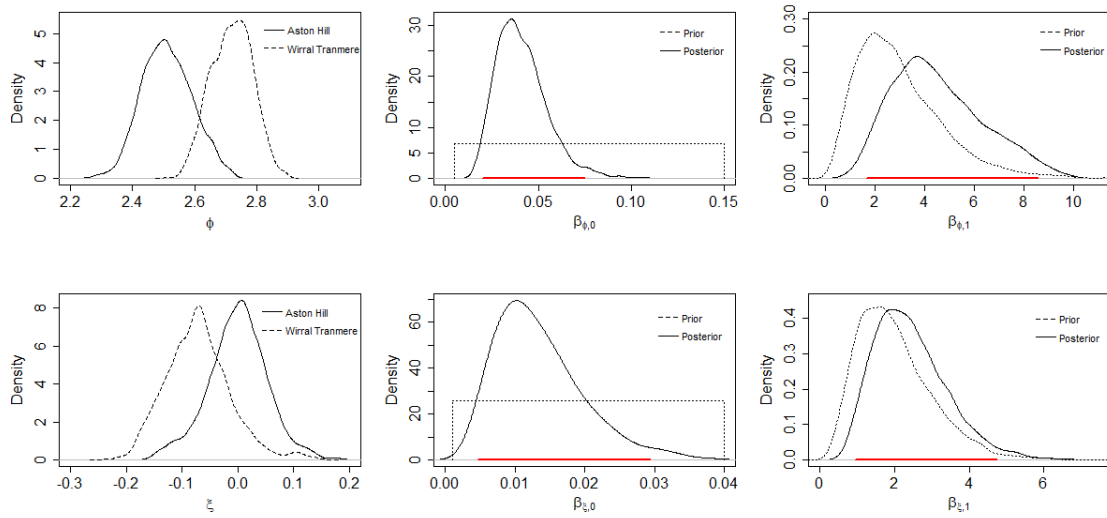 Density
0 1 2 3 4 5
2.2 2.4 2.6 2.8 3.0
ϕ
Aston Hill
Wirral Tranmere
Density
0 5 10 20 30
0.00 0.05 0.10 0.15
βϕ,0
Prior
Posterior
Density
0.00 0.10 0.20 0.30
0 2 4 6 8 10
βϕ,1
Prior
Posterior
Density
0 2 4 6 8
-0.3 -0.2 -0.1 0.0 0.1 0.2
ξ
Aston Hill
Wirral Tranmere
Density
0 20 40 60
0.00 0.01 0.02 0.03 0.04
βξ,0
Prior
Posterior
Density
0.0 0.1 0.2 0.3 0.4
0 2 4 6
βξ,1
Prior
Posterior